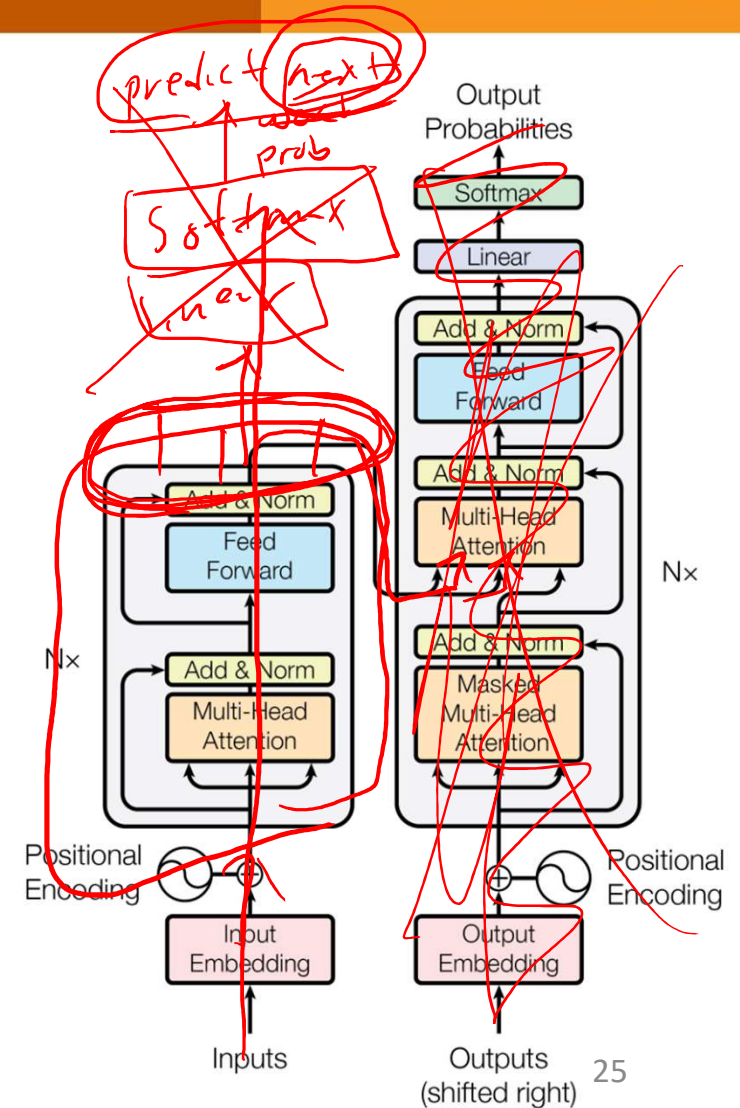 predict next
prob
Softmax
Linear
Add & Norm
Feed
Forward
Add & Norm
Multi-Head
Attention
Nx
Positional
Encoding
Input
Embedding
Inputs
Output
Probabilities
Softmax
Linear
Add & Norm
Feed
Forward
Add & Norm
Multi-Head
Attention
Nx
Add & Norm
Masked
Multi-Head
Attention
Positional
Encoding
Output
Embedding
Outputs
(shifted right)
25